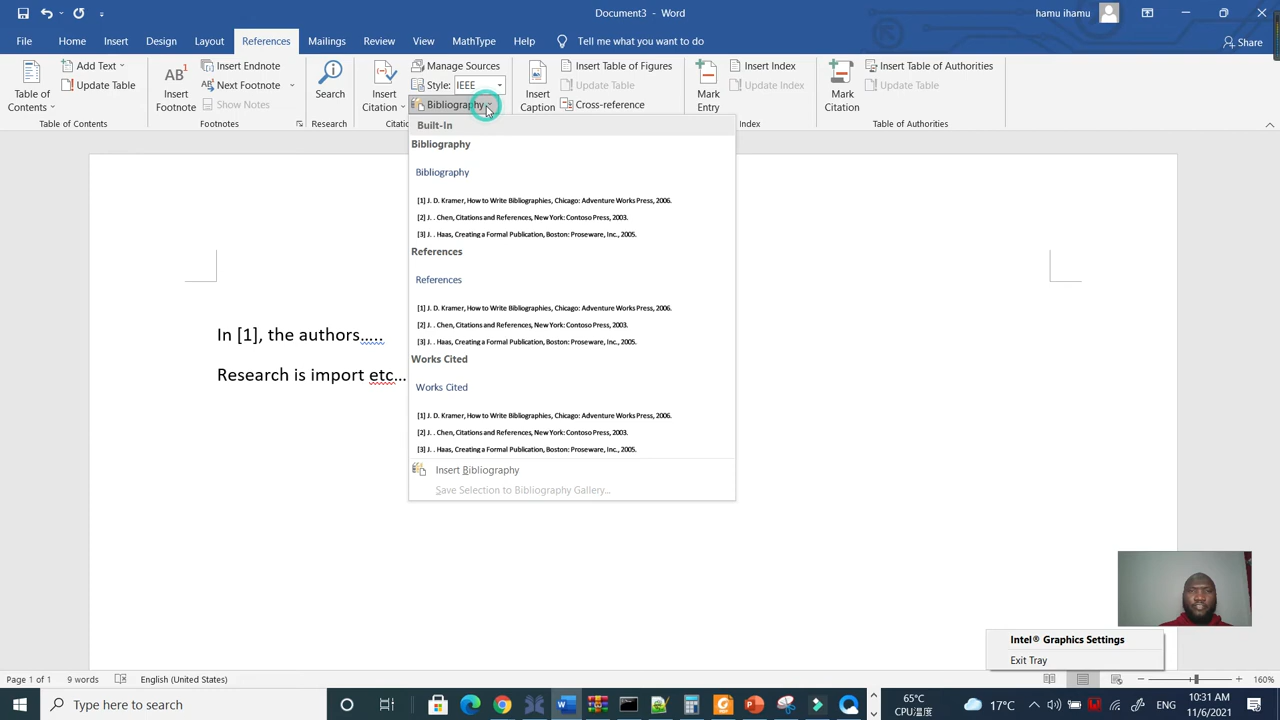 hamu ihamu
File Home Insert Design Layout References Mailings Review View MathType Help Tell me what you want to do Share
Table of Contents
Add Text
Update Table
Table of Contents
AB1
Insert Footnote
Insert Endnote
Next Footnote
Show Notes
Footnotes
Search
Research
Insert Citation
Manage Sources
Style: IEEE
Bibliography
Insert Caption
Insert Table of Figures
Update Table
Cross-reference
Mark Entry
Insert Index
Update Index
Index
Mark Citation
Insert Table of Authorities
Update Table
Table of Authorities
Built-In
Bibliography
Bibliography
[1] J. D. Kramer, How to Write Bibliographies, Chicago: Adventure Works Press, 2006.
[2] J. . Chen, Citations and References, New York: Contoso Press, 2003.
[3] J. . Haas, Creating a Formal Publication, Boston: Proseware, Inc., 2005.
References
References
[1] J. D. Kramer, How to Write Bibliographies, Chicago: Adventure Works Press, 2006.
[2] J. . Chen, Citations and References, New York: Contoso Press, 2003.
[3] J. . Haas, Creating a Formal Publication, Boston: Proseware, Inc., 2005.
Works Cited
Works Cited
[1] J. D. Kramer, How to Write Bibliographies, Chicago: Adventure Works Press, 2006.
[2] J. . Chen, Citations and References, New York: Contoso Press, 2003.
[3] J. . Haas, Creating a Formal Publication, Boston: Proseware, Inc., 2005.
Insert Bibliography
Save Selection to Bibliography Gallery...
In [1], the authors.....
Research is import etc...
Intel® Graphics Settings
Exit Tray
Page 1 of 1 9 words English (United States) 160%
Type here to search
65℃
CPU温度
17°C
10:31 AM
11/6/2021